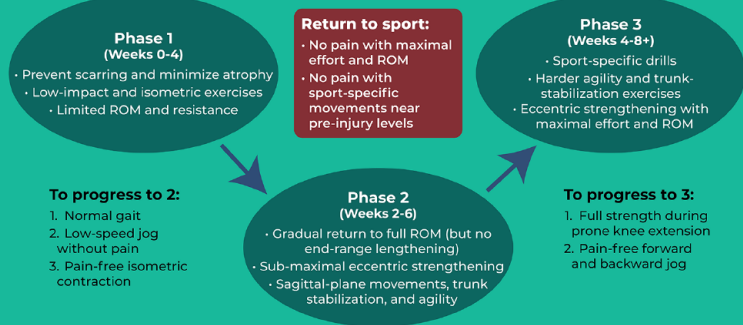 Phase 1
(Weeks 0-4)
• Prevent scarring and minimize atrophy
• Low-impact and isometric exercises
• Limited ROM and resistance
Return to sport:
• No pain with maximal
effort and ROM
• No pain with
sport-specific
movements near
pre-injury levels
Phase 3
(Weeks 4-8+)
• Sport-specific drills
• Harder agility and trunk-
stabilization exercises
• Eccentric strengthening with
maximal effort and ROM
To progress to 2:
1. Normal gait
2. Low-speed jog
without pain
3. Pain-free isometric
contraction
Phase 2
(Weeks 2-6)
• Gradual return to full ROM (but no
end-range lengthening)
• Sub-maximal eccentric strengthening
• Sagittal-plane movements, trunk
stabilization, and agility
To progress to 3:
1. Full strength during
prone knee extension
2. Pain-free forward
and backward jog